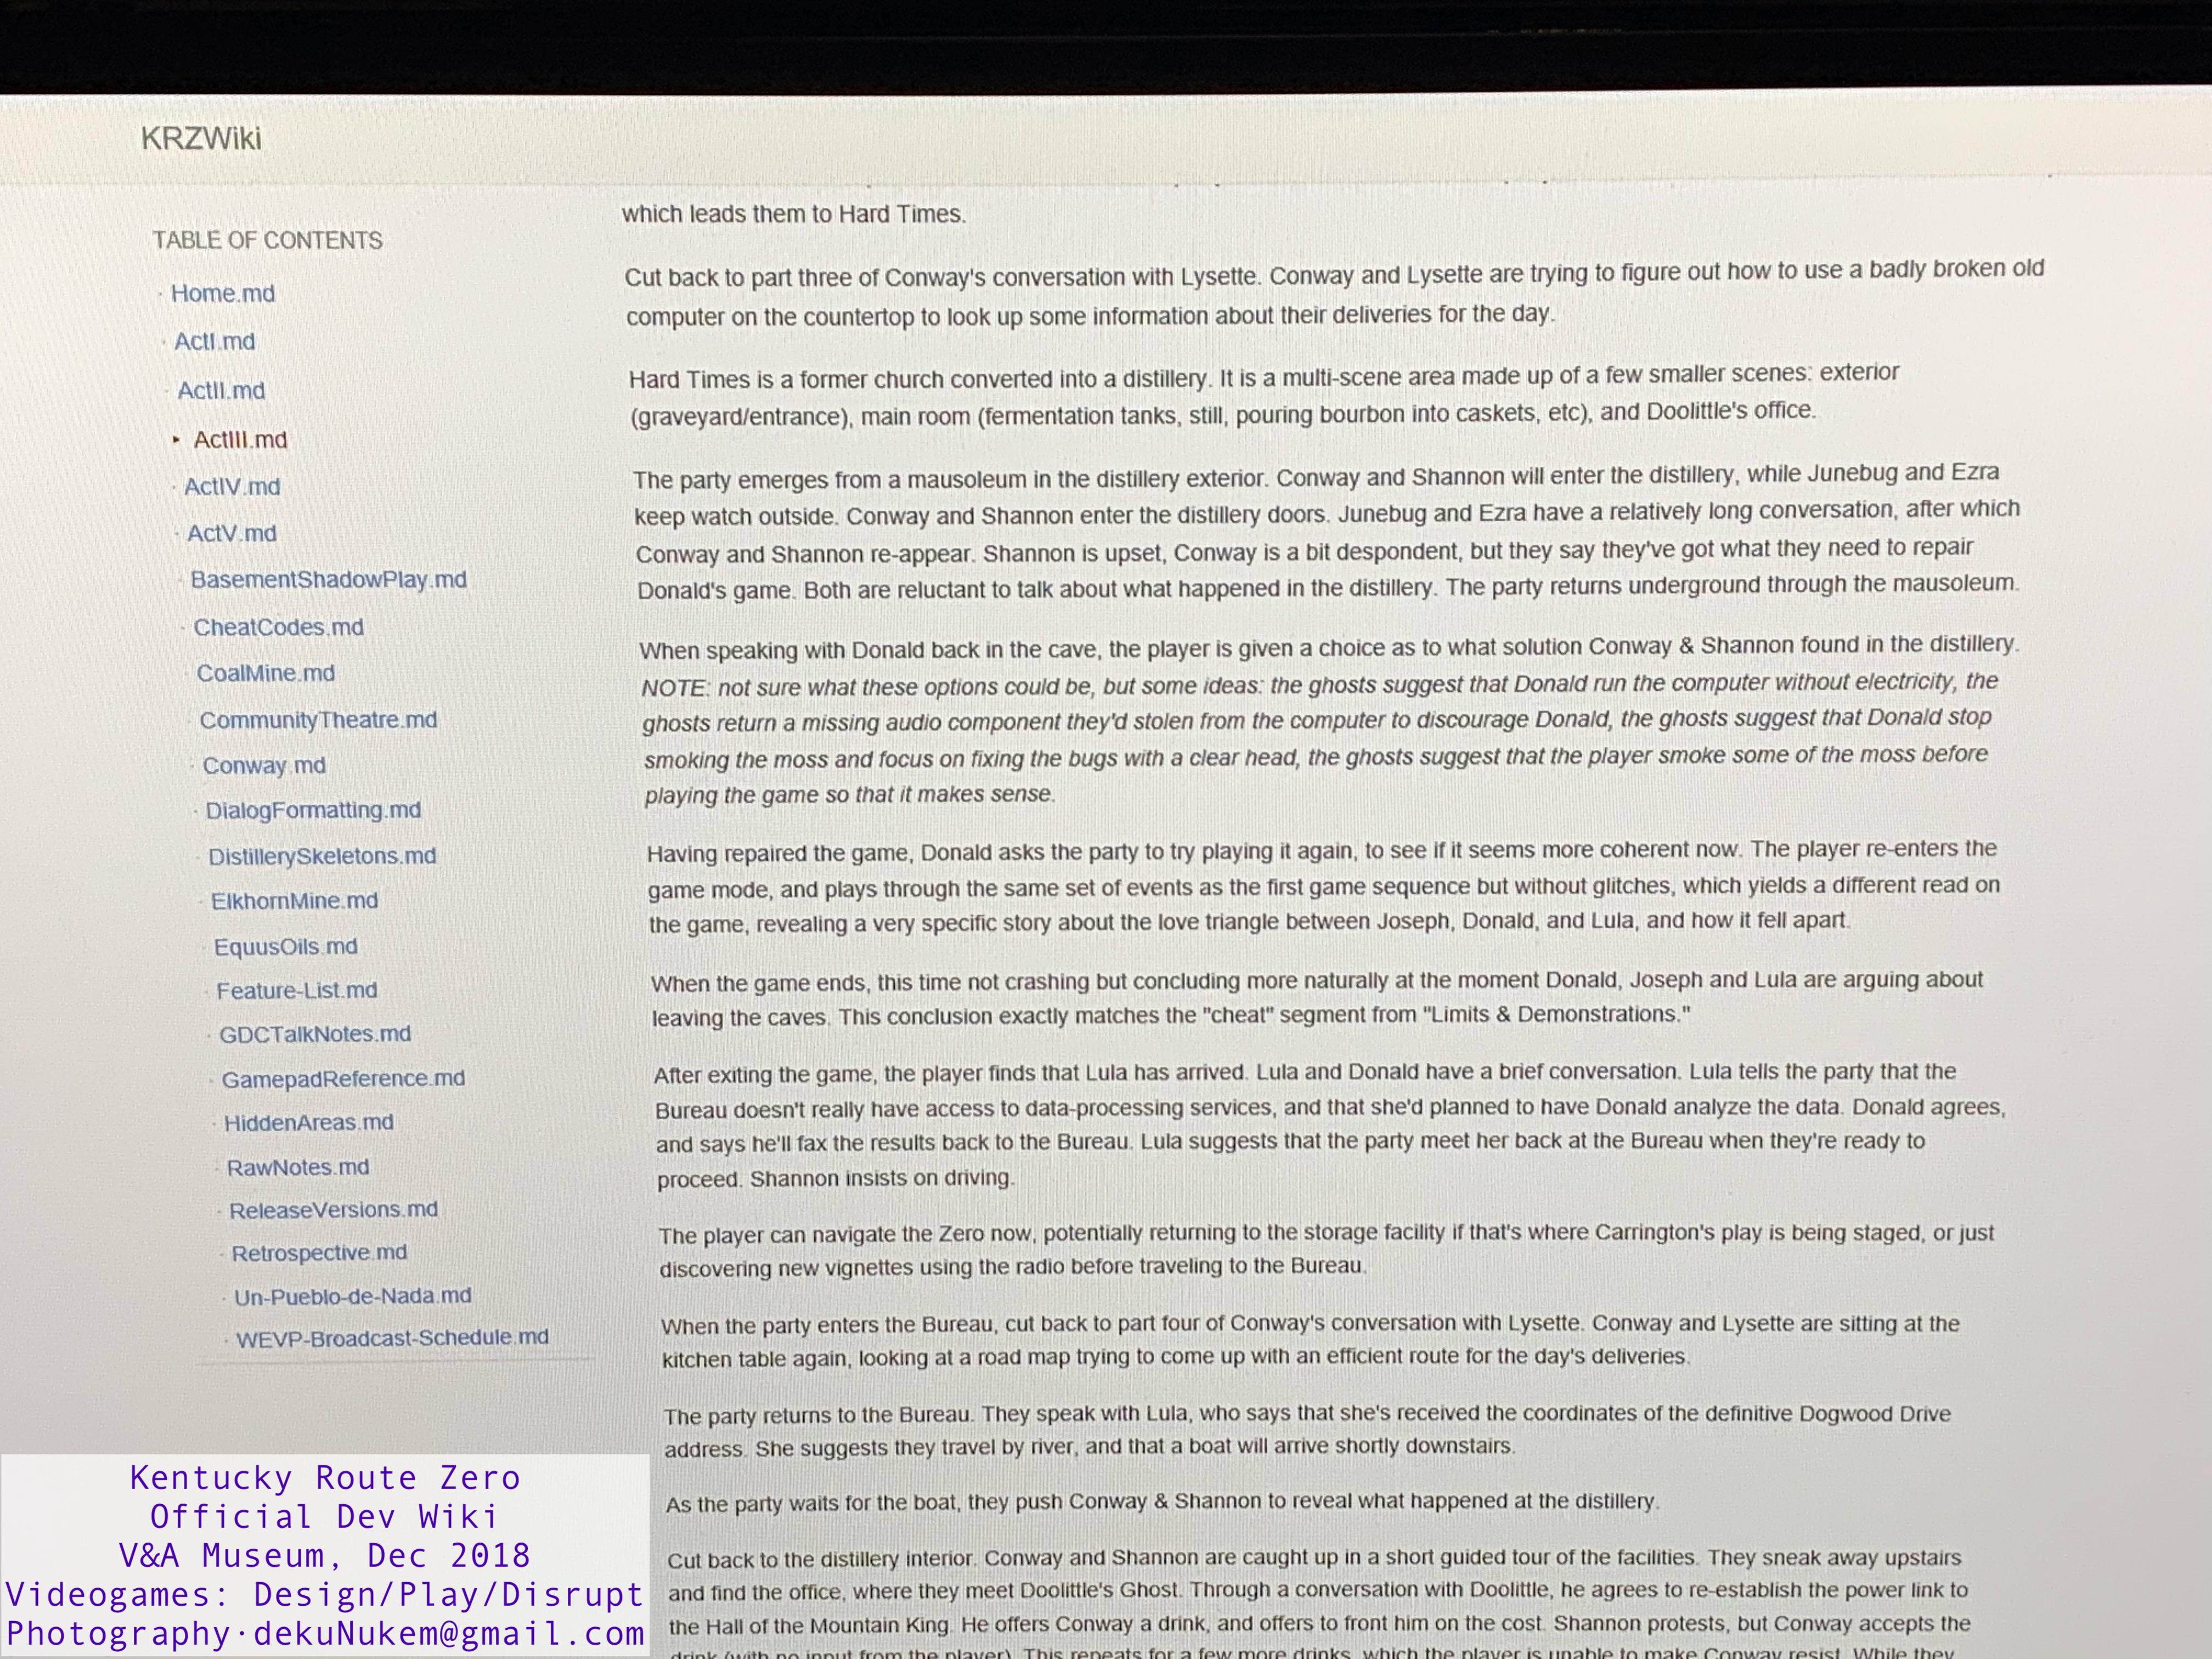 KRZWiki
TABLE OF CONTENTS
Home.md
ActI.md
ActII.md
ActIII.md
ActIV.md
ActV.md
BasementShadowPlay.md
CheatCodes.md
CoalMine.md
CommunityTheatre.md
Conway.md
DialogFormatting.md
DistillerySkeletons.md
ElkhornMine.md
EquusOils.md
Feature-List.md
GDCTalkNotes.md
GamepadReference.md
HiddenAreas.md
RawNotes.md
ReleaseVersions.md
Retrospective.md
Un-Pueblo-de-Nada.md
WEVP-Broadcast-Schedule.md
which leads them to Hard Times.
Cut back to part three of Conway's conversation with Lysette. Conway and Lysette are trying to figure out how to use a badly broken old
computer on the countertop to look up some information about their deliveries for the day.
Hard Times is a former church converted into a distillery. It is a multi-scene area made up of a few smaller scenes: exterior
(graveyard/entrance), main room (fermentation tanks, still, pouring bourbon into caskets, etc), and Doolittle's office.
The party emerges from a mausoleum in the distillery exterior. Conway and Shannon will enter the distillery, while Junebug and Ezra
keep watch outside. Conway and Shannon enter the distillery doors. Junebug and Ezra have a relatively long conversation, after which
Conway and Shannon re-appear. Shannon is upset, Conway is a bit despondent, but they say they've got what they need to repair
Donald's game. Both are reluctant to talk about what happened in the distillery. The party returns underground through the mausoleum.
When speaking with Donald back in the cave, the player is given a choice as to what solution Conway & Shannon found in the distillery.
NOTE: not sure what these options could be, but some ideas: the ghosts suggest that Donald run the computer without electricity, the
ghosts return a missing audio component they'd stolen from the computer to discourage Donald, the ghosts suggest that Donald stop
smoking the moss and focus on fixing the bugs with a clear head, the ghosts suggest that the player smoke some of the moss before
playing the game so that it makes sense.
Having repaired the game, Donald asks the party to try playing it again, to see if it seems more coherent now. The player re-enters the
game mode, and plays through the same set of events as the first game sequence but without glitches, which yields a different read on
the game, revealing a very specific story about the love triangle between Joseph, Donald, and Lula, and how it fell apart.
When the game ends, this time not crashing but concluding more naturally at the moment Donald, Joseph and Lula are arguing about
leaving the caves. This conclusion exactly matches the "cheat" segment from "Limits & Demonstrations."
After exiting the game, the player finds that Lula has arrived. Lula and Donald have a brief conversation. Lula tells the party that the
Bureau doesn't really have access to data-processing services, and that she'd planned to have Donald analyze the data. Donald agrees,
and says he'll fax the results back to the Bureau. Lula suggests that the party meet her back at the Bureau when they're ready to
proceed. Shannon insists on driving.
The player can navigate the Zero now, potentially returning to the storage facility if that's where Carrington's play is being staged, or just
discovering new vignettes using the radio before traveling to the Bureau.
When the party enters the Bureau, cut back to part four of Conway's conversation with Lysette. Conway and Lysette are sitting at the
kitchen table again, looking at a road map trying to come up with an efficient route for the day's deliveries.
The party returns to the Bureau. They speak with Lula, who says that she's received the coordinates of the definitive Dogwood Drive
address. She suggests they travel by river, and that a boat will arrive shortly downstairs.
As the party waits for the boat, they push Conway & Shannon to reveal what happened at the distillery.
Cut back to the distillery interior. Conway and Shannon are caught up in a short guided tour of the facilities. They sneak away upstairs
and find the office, where they meet Doolittle's Ghost. Through a conversation with Doolittle, he agrees to re-establish the power link to
the Hall of the Mountain King. He offers Conway a drink, and offers to front him on the cost. Shannon protests, but Conway accepts the
drink (with no input from the player). This repeats for a few more drinks, which the player is unable to make Conway resist. While they
Kentucky Route Zero
Official Dev Wiki
V&A Museum, Dec 2018
Videogames: Design/Play/Disrupt
Photography·dekuNukem@gmail.com